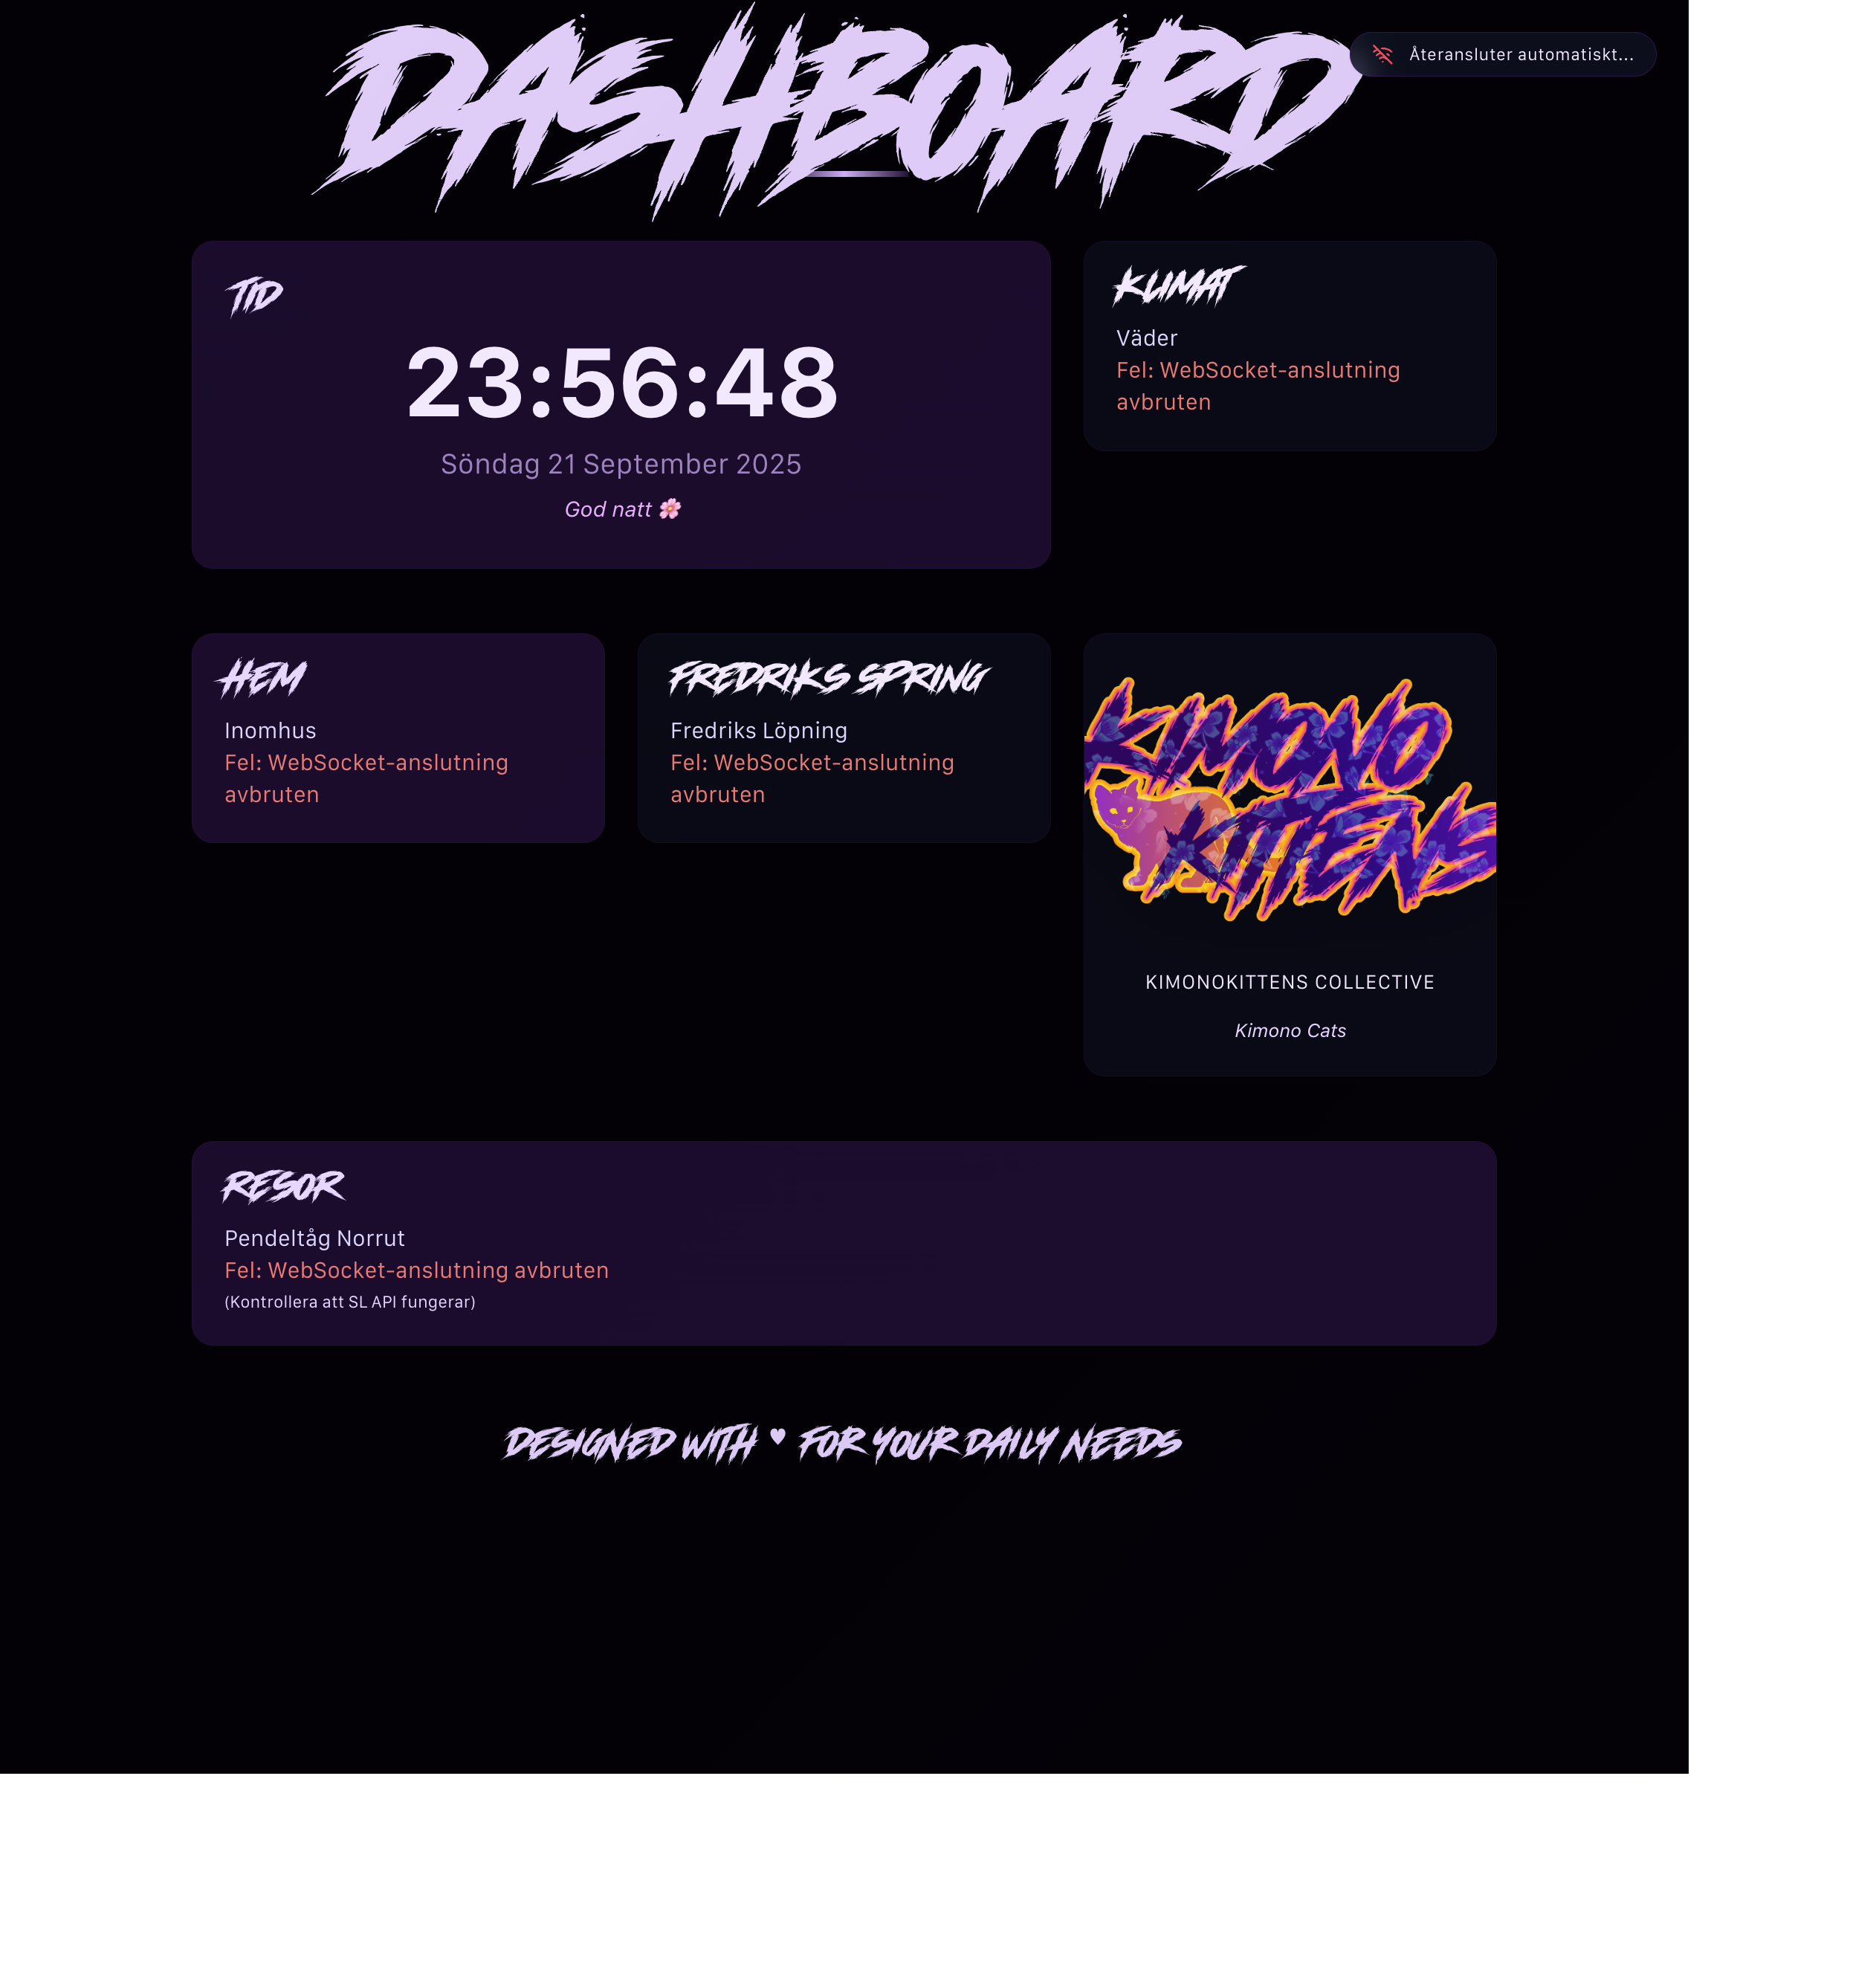 DASHBOARD
Återansluter automatiskt...
TID
23:56:48
Söndag 21 September 2025
God natt 🌸
KLIMAT
Väder
Fel: WebSocket-anslutning
avbruten
HEM
Inomhus
Fel: WebSocket-anslutning
avbruten
FREDRIKS SPRING
Fredriks Löpning
Fel: WebSocket-anslutning
avbruten
KIMONO
KITTENS
KIMONOKITTENS COLLECTIVE
Kimono Cats
RESOR
Pendeltåg Norrut
Fel: WebSocket-anslutning avbruten
(Kontrollera att SL API fungerar)
DESIGNED WITH ♥ FOR YOUR DAILY NEEDS